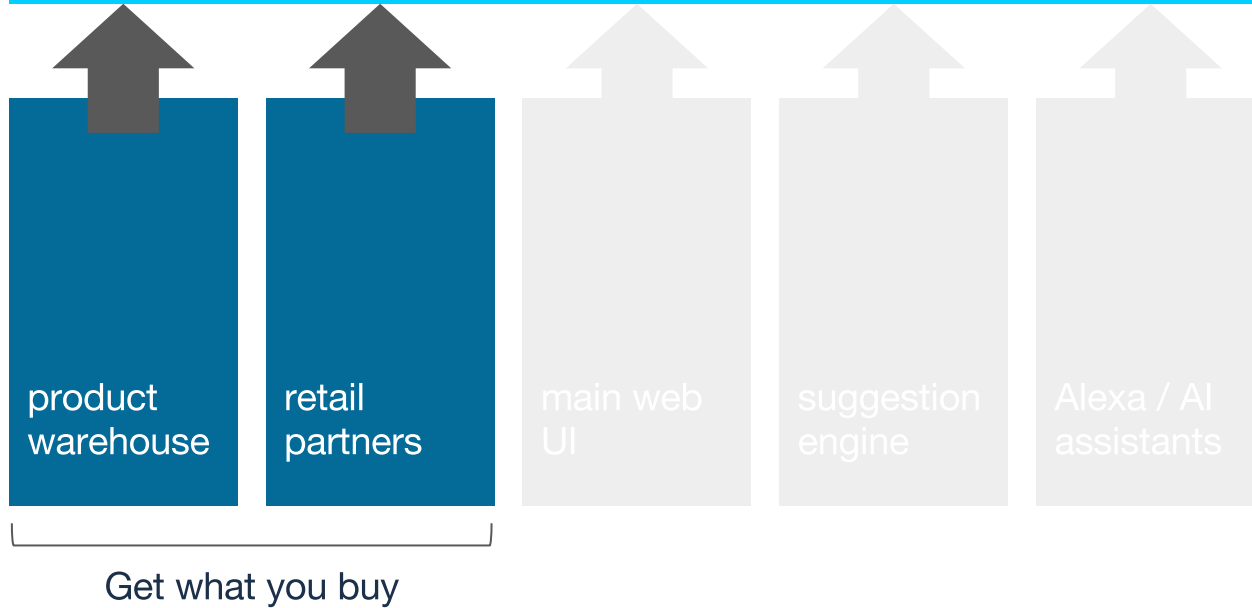 product
warehouse
retail
partners
main web
UI
suggestion
engine
Alexa / AI
assistants
Get what you buy